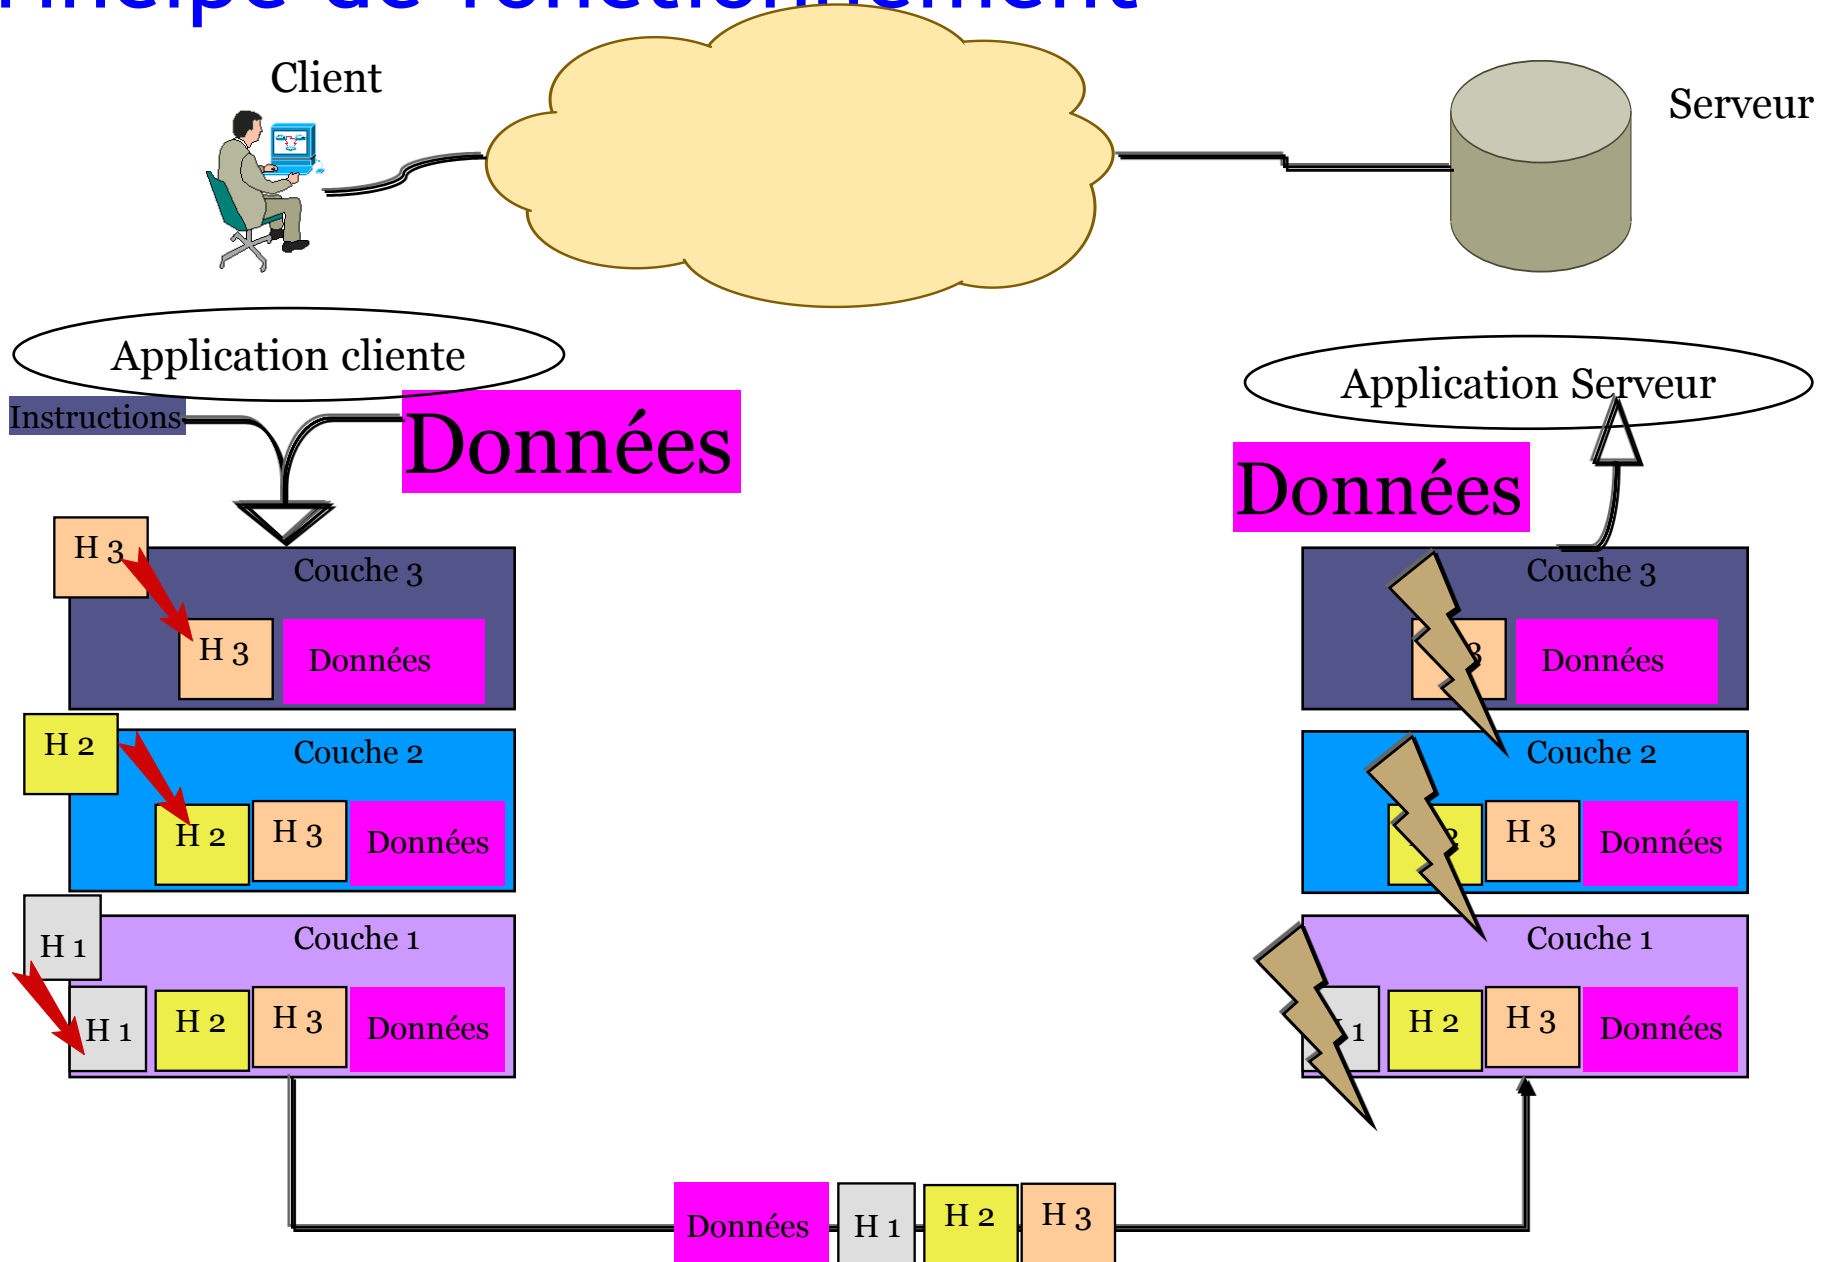 de fonctionnement
Client
Serveur
Application cliente
Application Serveur
Instructions
Données
Données
H 3
Couche 3
H 3
Données
Couche 3
Données
H 2
Couche 2
H 2
H 3
Données
Couche 2
H 3
Données
H 1
Couche 1
H 1
H 2
H 3
Données
Couche 1
H 2
H 3
Données
Données
H 1
H 2
H 3